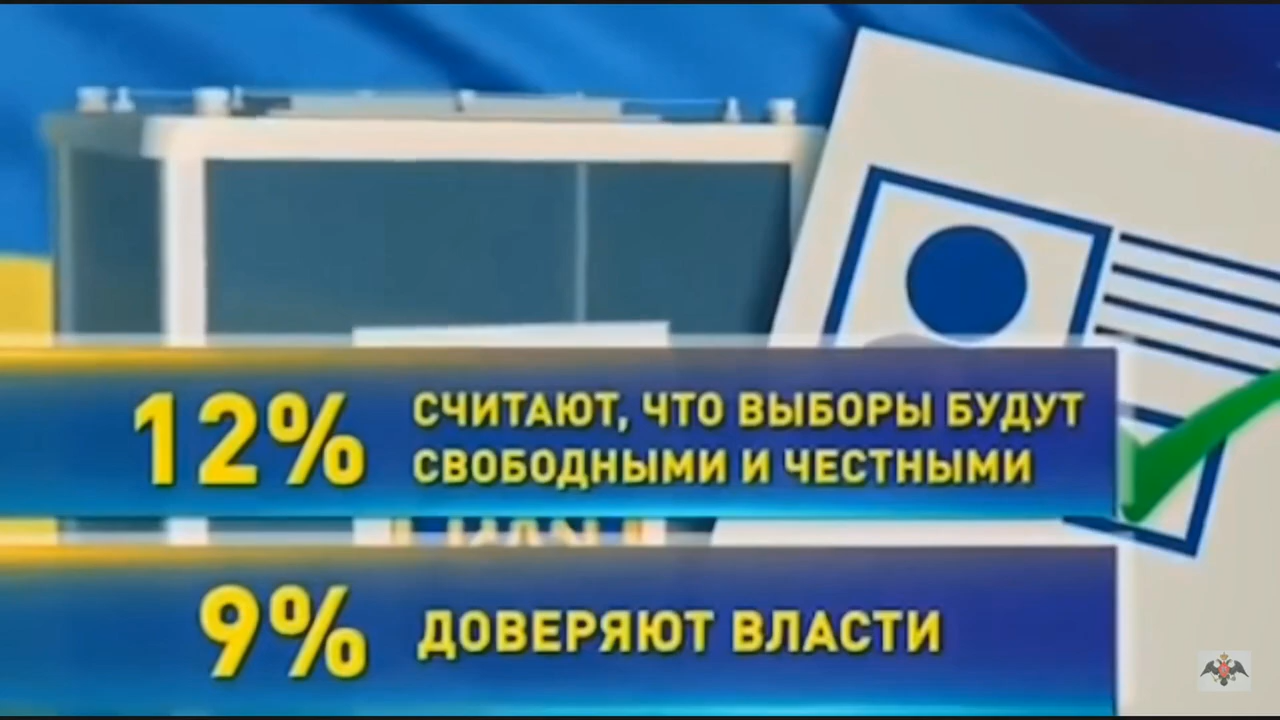 12%
СЧИТАЮТ, ЧТО ВЫБОРЫ БУДУТ
СВОБОДНЫМИ И ЧЕСТНЫМИ
9%
ДОВЕРЯЮТ ВЛАСТИ